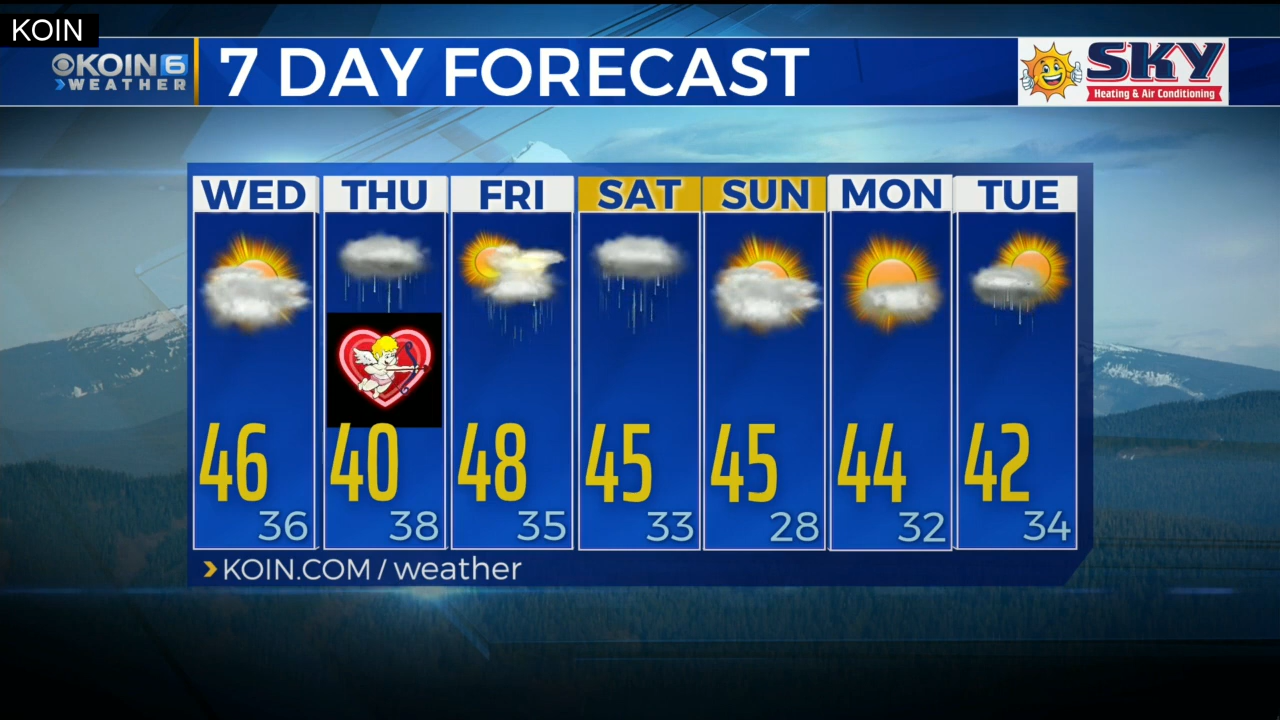 KOIN
KOIN 6
WEATHER
7 DAY FORECAST
SKY
Heating & Air Conditioning
WED THU FRI SAT SUN MON TUE
46 40 48 45 45 44 42
36 38 35 33 28 32 34
KOIN.COM / weather